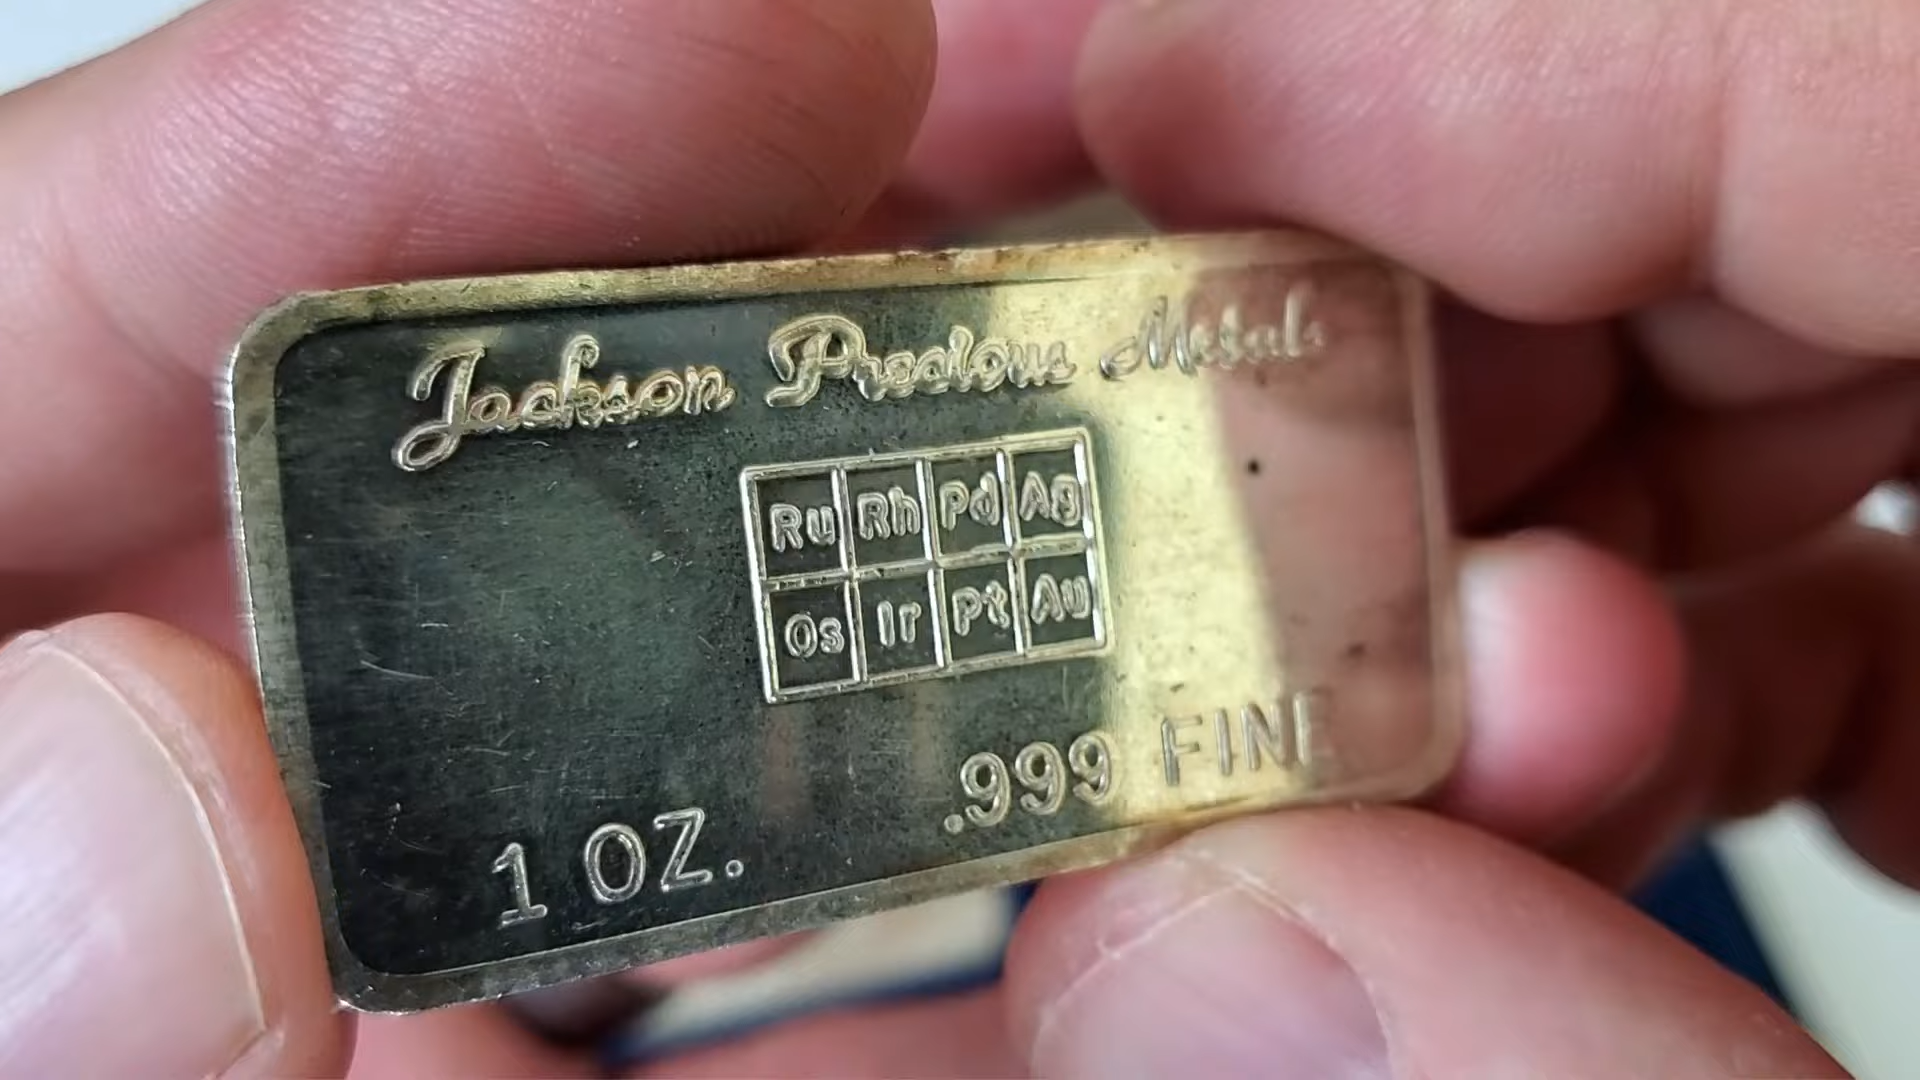 Jackson Precious Metals
Ru Rh Pd Ag
Os Ir Pt Au
1 OZ. .999 FINE